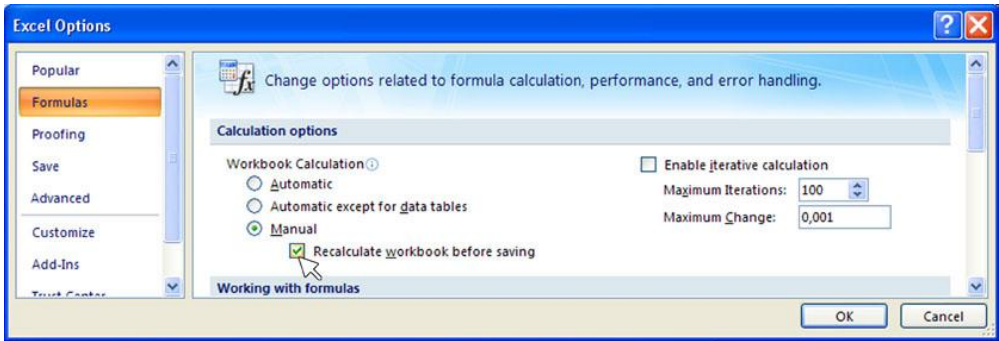 Excel Options
Popular
Formulas
Proofing
Save
Advanced
Customize
Add-Ins
Trust Center
Change options related to formula calculation, performance, and error handling.
Calculation options
Workbook Calculation
Automatic
Automatic except for data tables
Manual
Recalculate workbook before saving
Enable iterative calculation
Maximum Iterations: 100
Maximum Change: 0,001
Working with formulas
OK
Cancel